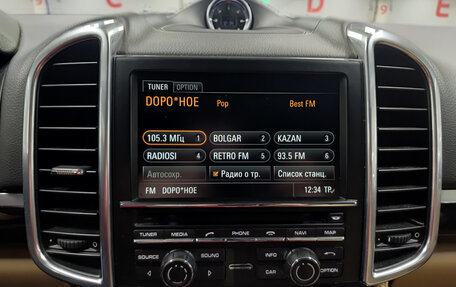 TUNER OPTION
DOPO*HOE Pop Best FM
105.3 МГц 1 BOLGAR 2 KAZAN 3
RADIOSI 4 RETRO FM 5 93.5 FM 6
Автосохр. Радио о тр. Список станц.
FM DOPO*HOE 12:34 TP
TUNER MEDIA PHONE NAVI MAP
SOURCE SOUND INFO
CAR OPTION